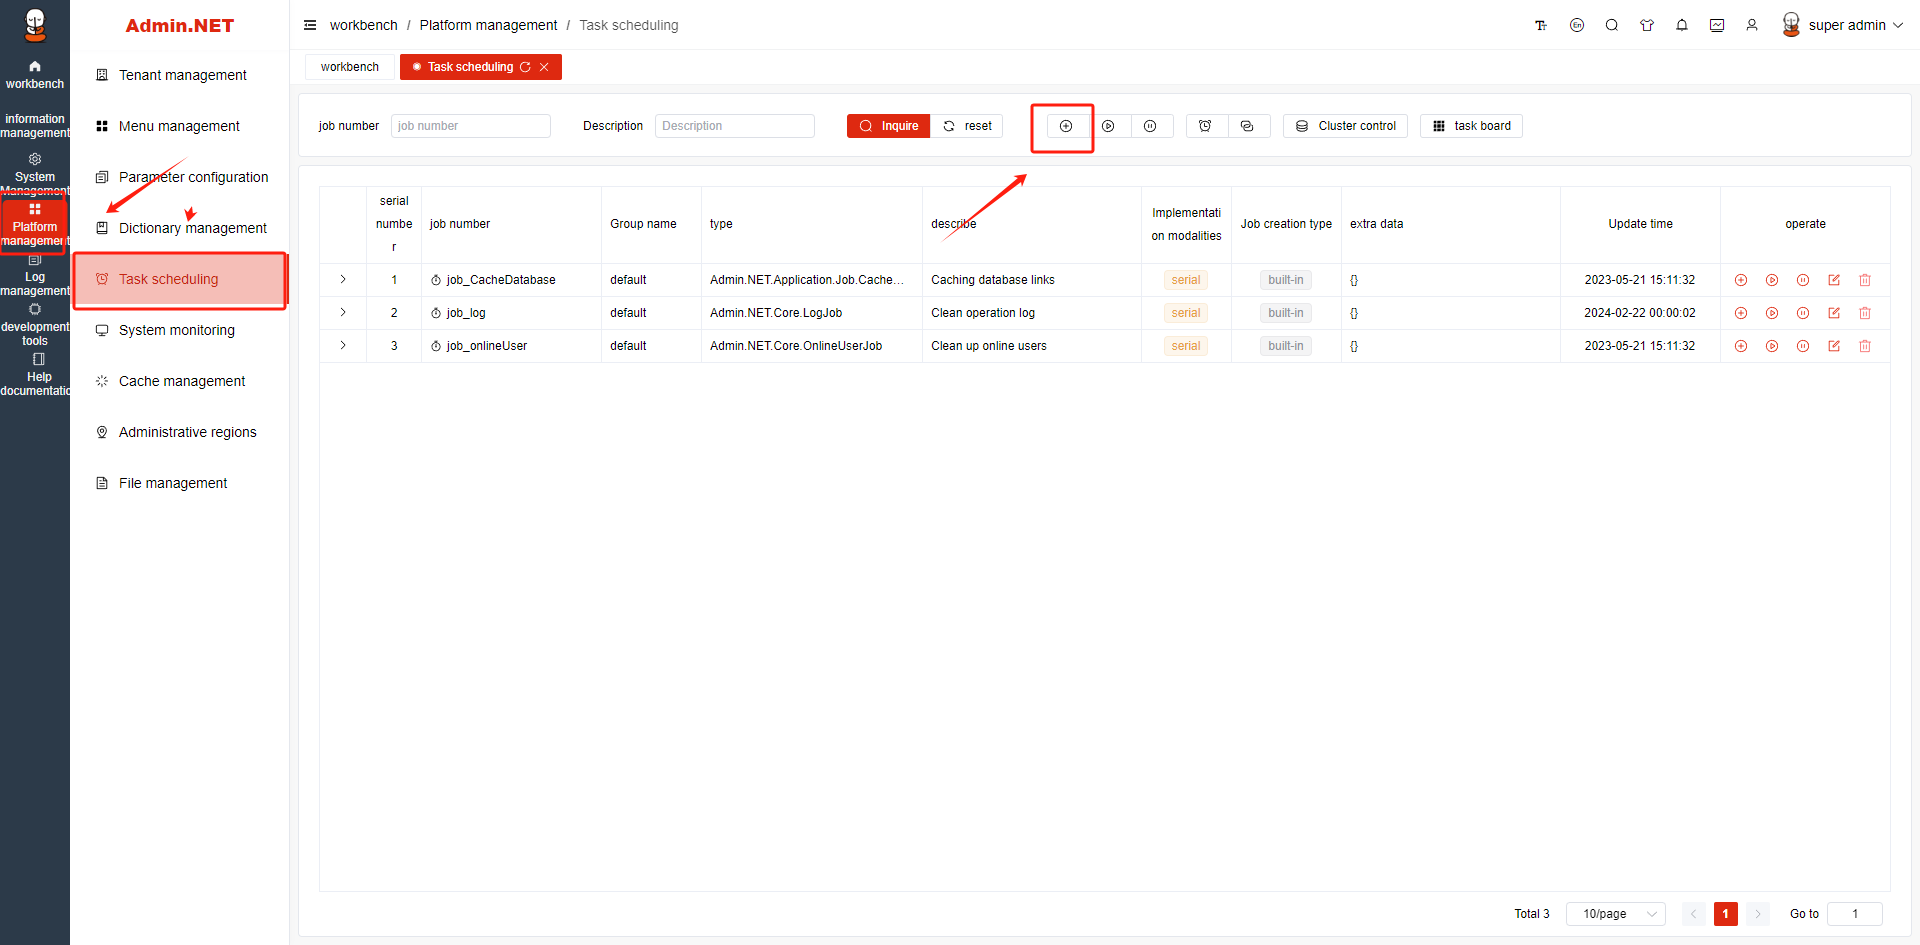 Admin.NET
workbench
information
management
System
Management
Platform
management
Log
management
development
tools
Help
documentatio
Tenant management
Menu management
Parameter configuration
Dictionary management
Task scheduling
System monitoring
Cache management
Administrative regions
File management
workbench / Platform management / Task scheduling
En
super admin
workbench
Task scheduling
job number
job number
Description
Description
Inquire
reset
Cluster control
task board
serial
numbe
r
job number
Group name
type
describe
Implementati
on modalities
Job creation type
extra data
Update time
operate
1 job_CacheDatabase default Admin.NET.Application.Job.Cache... Caching database links serial built-in {} 2023-05-21 15:11:32
2 job_log default Admin.NET.Core.LogJob Clean operation log serial built-in {} 2024-02-22 00:00:02
3 job_onlineUser default Admin.NET.Core.OnlineUserJob Clean up online users serial built-in {} 2023-05-21 15:11:32
Total 3 10/page 1 Go to 1